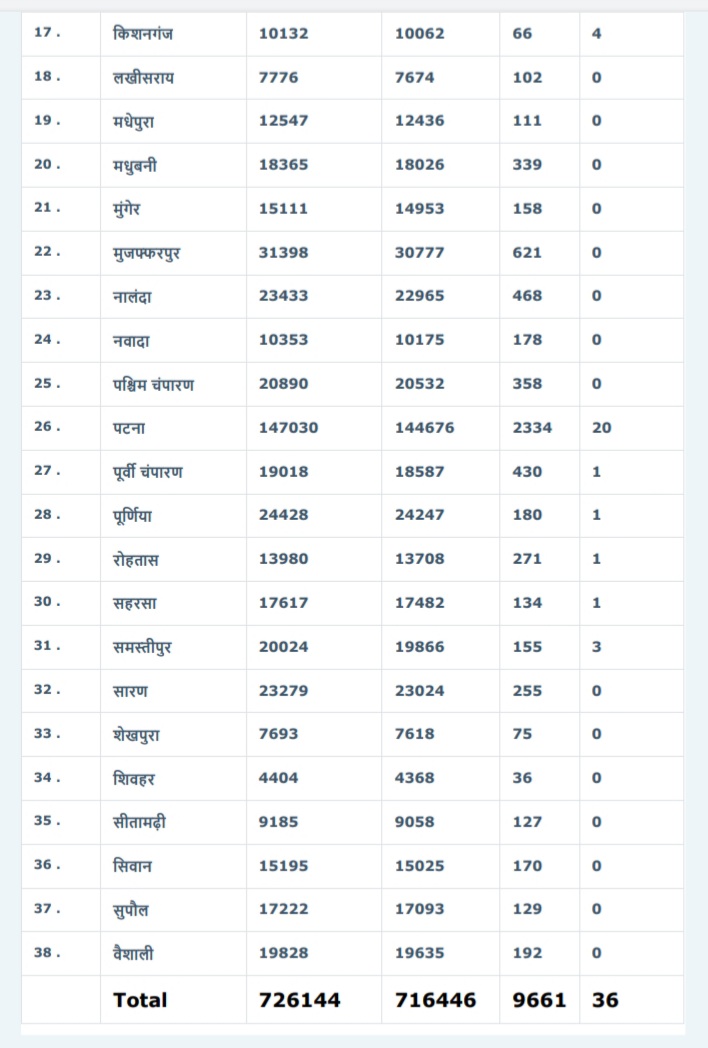 17 . किशनगंज 10132 10062 66 4
18 . लखीसराय 7776 7674 102 0
19 . मधेपुरा 12547 12436 111 0
20 . मधुबनी 18365 18026 339 0
21 . मुंगेर 15111 14953 158 0
22 . मुजफ्फरपुर 31398 30777 621 0
23 . नालंदा 23433 22965 468 0
24 . नवादा 10353 10175 178 0
25 . पश्चिम चंपारण 20890 20532 358 0
26 . पटना 147030 144676 2334 20
27 . पूर्वी चंपारण 19018 18587 430 1
28 . पूर्णिया 24428 24247 180 1
29 . रोहतास 13980 13708 271 1
30 . सहरसा 17617 17482 134 1
31 . समस्तीपुर 20024 19866 155 3
32 . सारण 23279 23024 255 0
33 . शेखपुरा 7693 7618 75 0
34 . शिवहर 4404 4368 36 0
35 . सीतामढ़ी 9185 9058 127 0
36 . सिवान 15195 15025 170 0
37 . सुपौल 17222 17093 129 0
38 . वैशाली 19828 19635 192 0
Total 726144 716446 9661 36